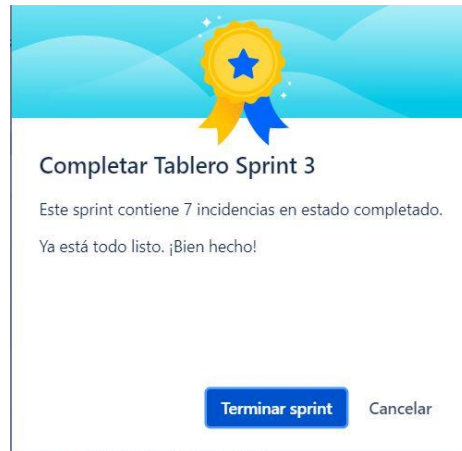 Completar Tablero Sprint 3
Este sprint contiene 7 incidencias en estado completado.
Ya está todo listo. ¡Bien hecho!
Terminar sprint Cancelar